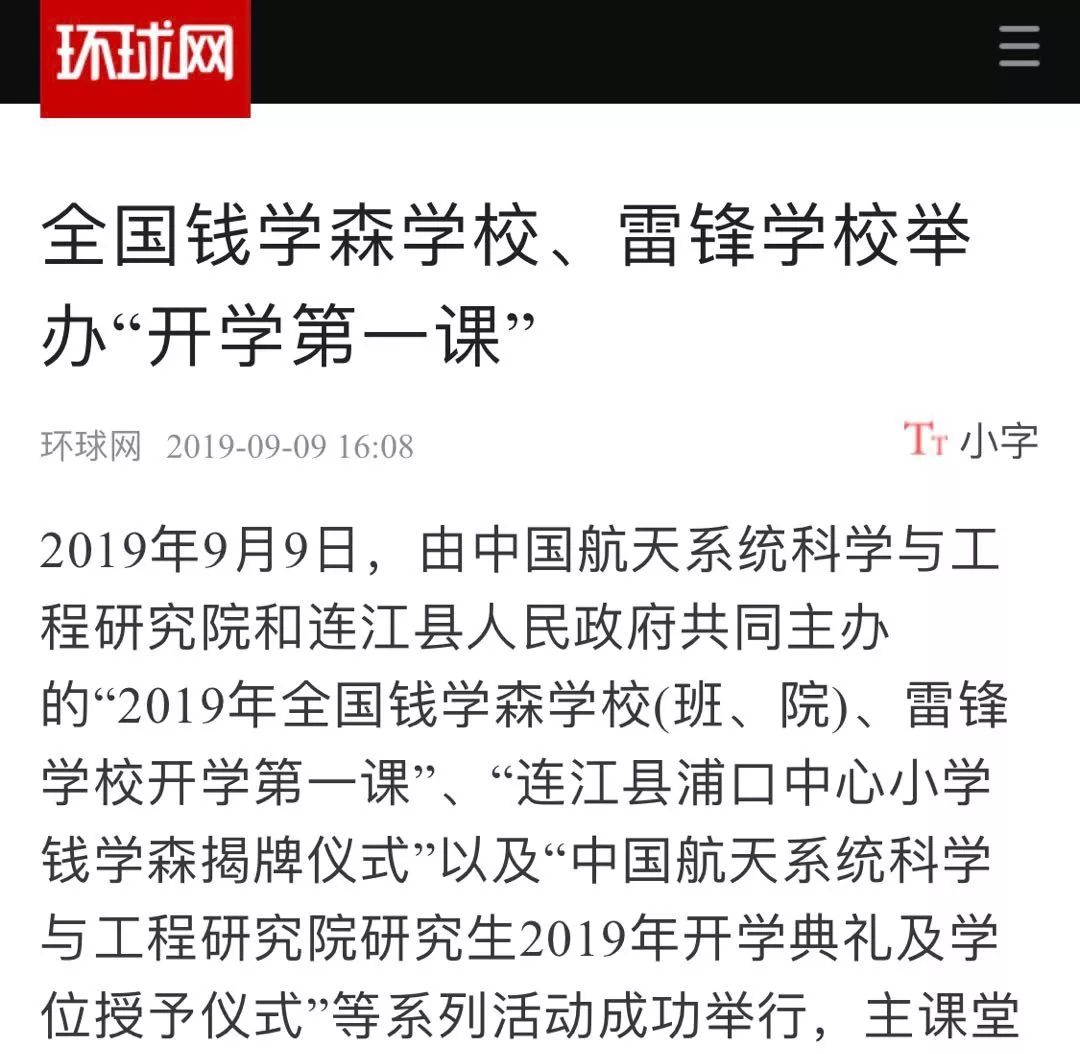 环球网
全国钱学森学校、雷锋学校举
办“开学第一课”
环球网 2019-09-09 16:08
TT 小字
2019年9月9日，由中国航天系统科学与工
程研究院和连江县人民政府共同主办
的“2019年全国钱学森学校(班、院)、雷锋
学校开学第一课”、“连江县浦口中心小学
钱学森揭牌仪式”以及“中国航天系统科学
与工程研究院研究生2019年开学典礼及学
位授予仪式”等系列活动成功举行，主课堂